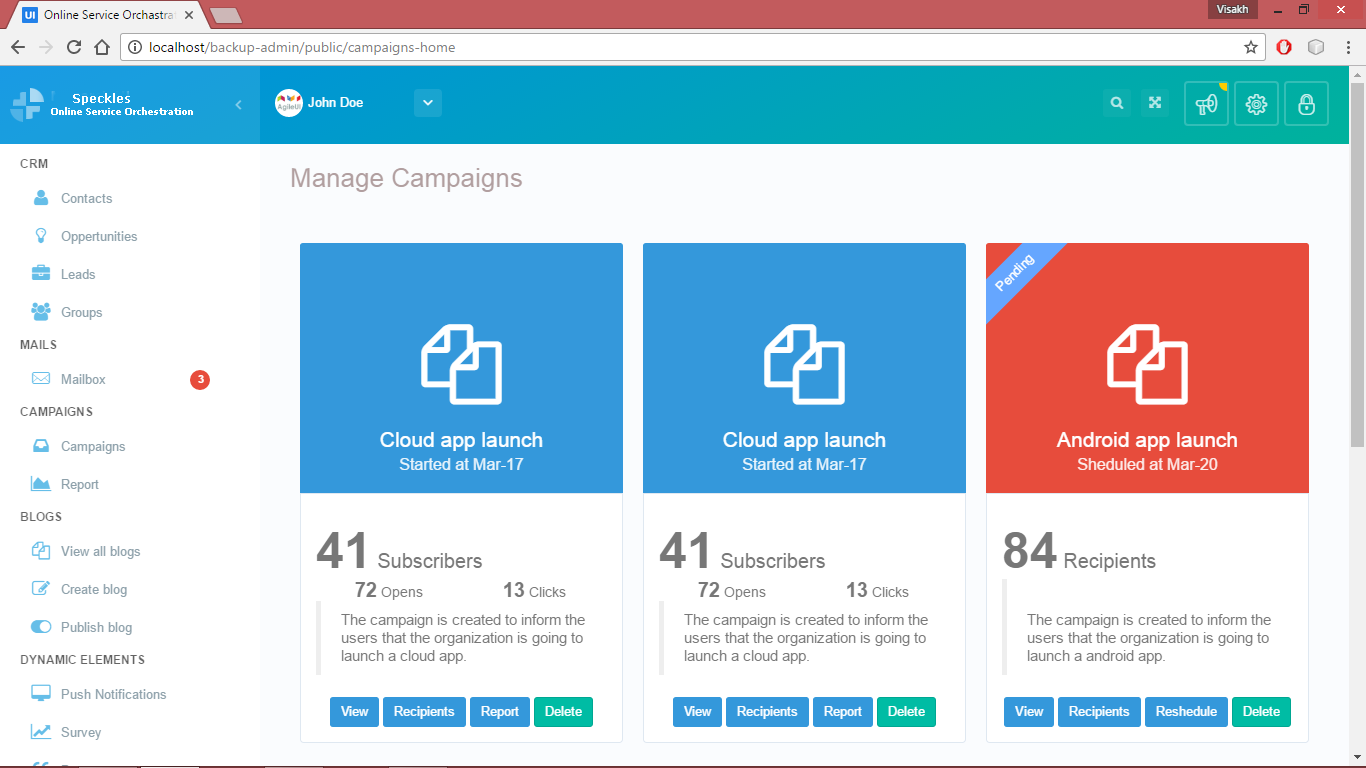 Visakh
UI Online Service Orchastra
localhost/backup-admin/public/campaigns-home
Speckles
Online Service Orchestration
AgileUI
John Doe
CRM
Contacts
Oppertunities
Leads
Groups
MAILS
Mailbox 3
CAMPAIGNS
Campaigns
Report
BLOGS
View all blogs
Create blog
Publish blog
DYNAMIC ELEMENTS
Push Notifications
Survey
Manage Campaigns
Cloud app launch
Started at Mar-17
41 Subscribers
72 Opens 13 Clicks
The campaign is created to inform the
users that the organization is going to
launch a cloud app.
View Recipients Report Delete
Cloud app launch
Started at Mar-17
41 Subscribers
72 Opens 13 Clicks
The campaign is created to inform the
users that the organization is going to
launch a cloud app.
View Recipients Report Delete
Pending
Android app launch
Sheduled at Mar-20
84 Recipients
The campaign is created to inform the
users that the organization is going to
launch a android app.
View Recipients Reshedule Delete